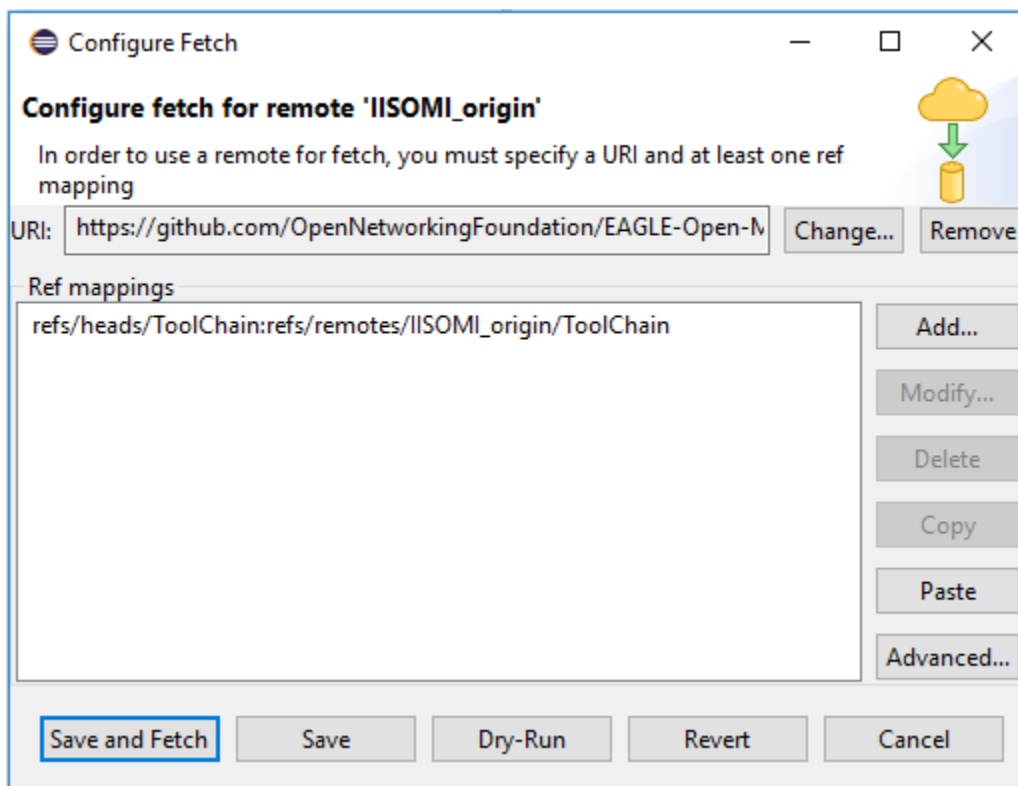 Configure Fetch
Configure fetch for remote 'IISOMI_origin'
In order to use a remote for fetch, you must specify a URI and at least one ref
mapping
URI: https://github.com/OpenNetworkingFoundation/EAGLE-Open-M Change... Remove
Ref mappings
refs/heads/ToolChain:refs/remotes/IISOMI_origin/ToolChain
Add...
Modify...
Delete
Copy
Paste
Advanced...
Save and Fetch Save Dry-Run Revert Cancel